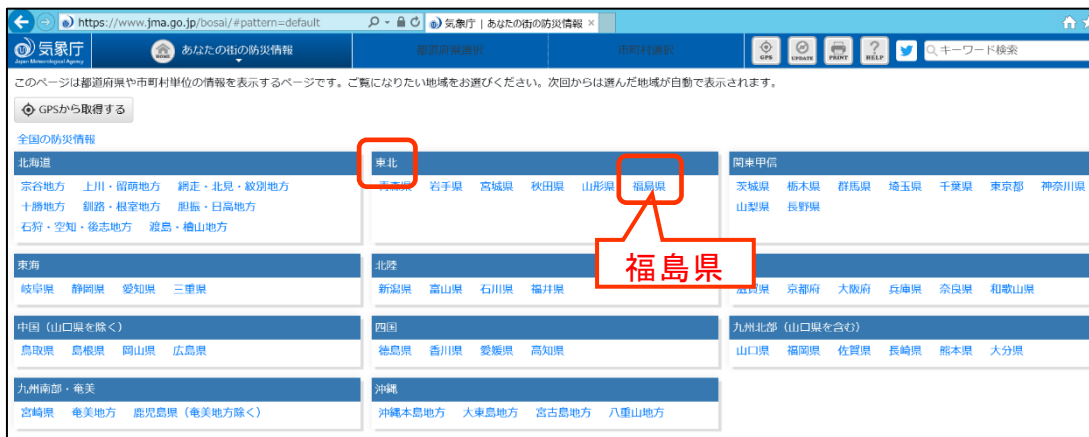 https://www.jma.go.jp/bosai/#pattern=default
気象庁 | あなたの街の防災情報 ×
気象庁
Japan Meteorological Agency
HOME
あなたの街の防災情報
都道府県選択
市町村選択
GPS
UPDATE
PRINT
HELP
キーワード検索
このページは都道府県や市町村単位の情報を表示するページです。ご覧になりたい地域をお選びください。次回からは選んだ地域が自動で表示されます。
GPSから取得する
全国の防災情報
北海道
宗谷地方 上川・留萌地方 網走・北見・紋別地方
十勝地方 釧路・根室地方 胆振・日高地方
石狩・空知・後志地方 渡島・檜山地方
東北
青森県 岩手県 宮城県 秋田県 山形県 福島県
福島県
関東甲信
茨城県 栃木県 群馬県 埼玉県 千葉県 東京都 神奈川県
山梨県 長野県
東海
岐阜県 静岡県 愛知県 三重県
北陸
新潟県 富山県 石川県 福井県
滋賀県 京都府 大阪府 兵庫県 奈良県 和歌山県
中国（山口県を除く）
鳥取県 島根県 岡山県 広島県
四国
徳島県 香川県 愛媛県 高知県
九州北部（山口県を含む）
山口県 福岡県 佐賀県 長崎県 熊本県 大分県
九州南部・奄美
宮崎県 奄美地方 鹿児島県（奄美地方除く）
沖縄
沖縄本島地方 大東島地方 宮古島地方 八重山地方